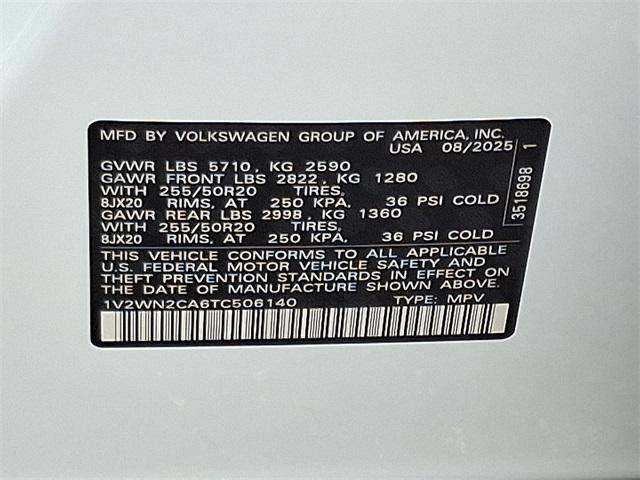 MFD BY VOLKSWAGEN GROUP OF AMERICA, INC.
USA 08/2025
GVWR LBS 5710, KG 2590
GAWR FRONT LBS 2822, KG 1280
WITH 255/50R20 TIRES,
8JX20 RIMS, AT 250 KPA, 36 PSI COLD
GAWR REAR LBS 2998, KG 1360
WITH 255/50R20 TIRES,
8JX20 RIMS, AT 250 KPA, 36 PSI COLD
THIS VEHICLE CONFORMS TO ALL APPLICABLE
U.S. FEDERAL MOTOR VEHICLE SAFETY AND
THEFT PREVENTION STANDARDS IN EFFECT ON
THE DATE OF MANUFACTURE SHOWN ABOVE.
1V2WN2CA6TC506140 TYPE: MPV
3518698 1